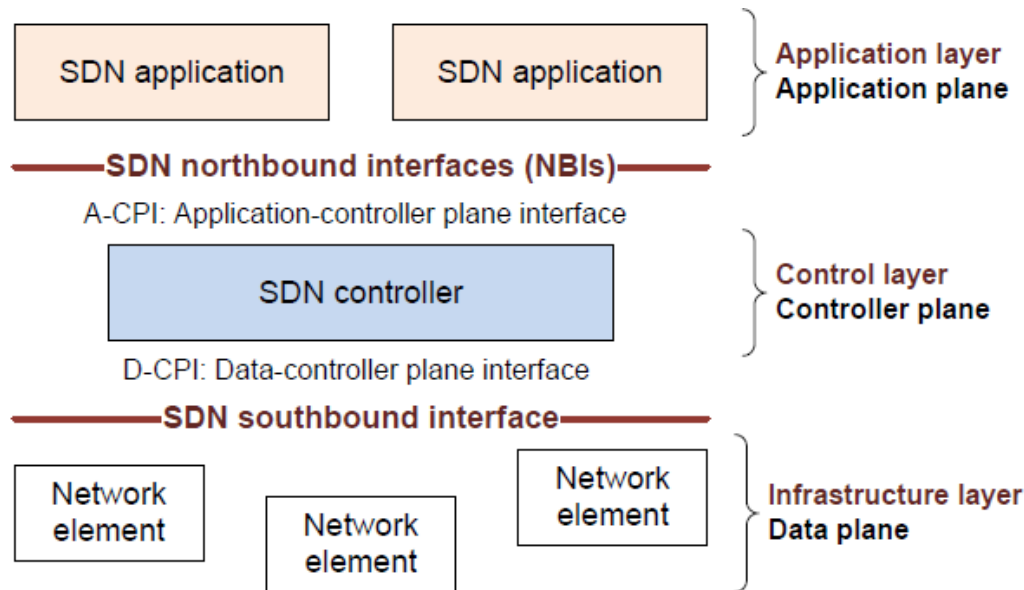 SDN application
SDN application
Application layer
Application plane
SDN northbound interfaces (NBIs)
A-CPI: Application-controller plane interface
SDN controller
Control layer
Controller plane
D-CPI: Data-controller plane interface
SDN southbound interface
Network
element
Network
element
Network
element
Infrastructure layer
Data plane